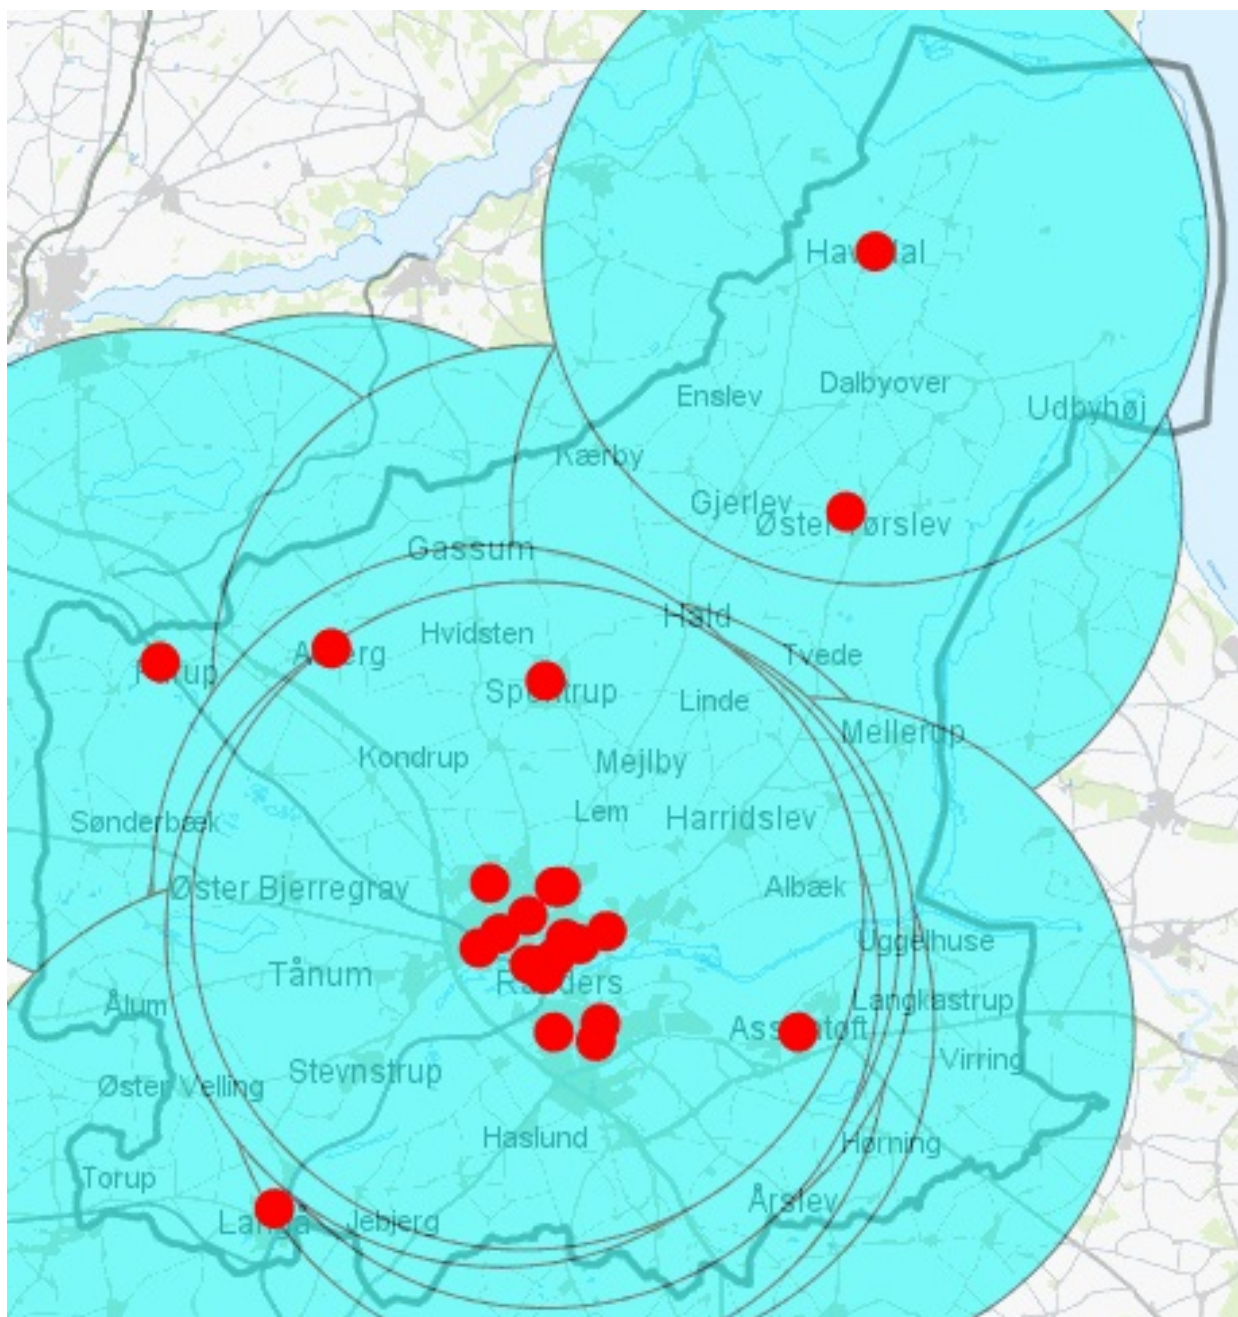 Enslev
Dalbyover
Udbyhøj
Kærby
Gjerlev
Gassum
Hvidsten
Hald
Tvede
Linde
Mellerup
Kondrup
Mejlby
Lem
Harridslev
Sønderbæk
Øster Bjerregrav
Albæk
Uggelhuse
Tånum
Ålum
Langkastrup
Virring
Stevnstrup
Øster Velling
Haslund
Hørning
Torup
Årslev
Jebjerg